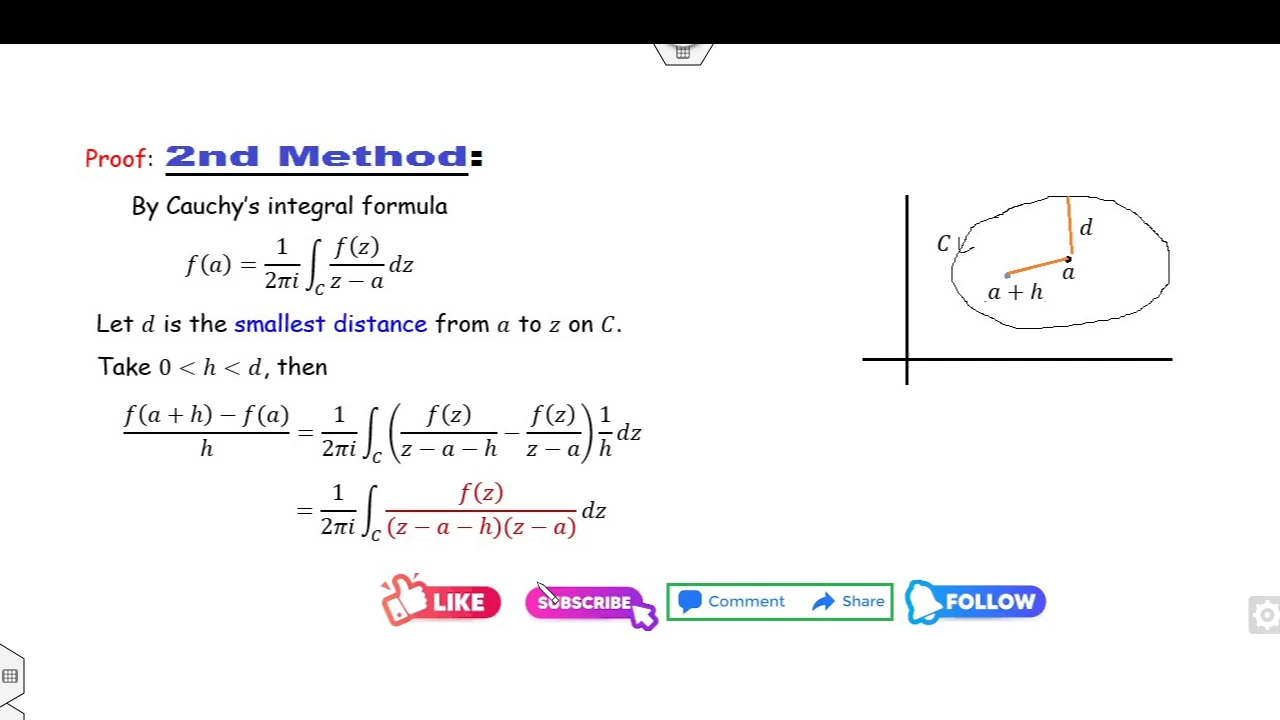 Proof: 2nd Method:
By Cauchy's integral formula
f(a) = 1/2πi ∫_C f(z)/z − a dz
Let d is the smallest distance from a to z on C.
Take 0 < h < d, then
f(a + h) − f(a)/h = 1/2πi ∫_C (f(z)/z − a − h − f(z)/z − a) 1/h dz
= 1/2πi ∫_C f(z)/(z − a − h)(z − a) dz
C
d
a
a + h
LIKE
SUBSCRIBE
Comment
Share
FOLLOW